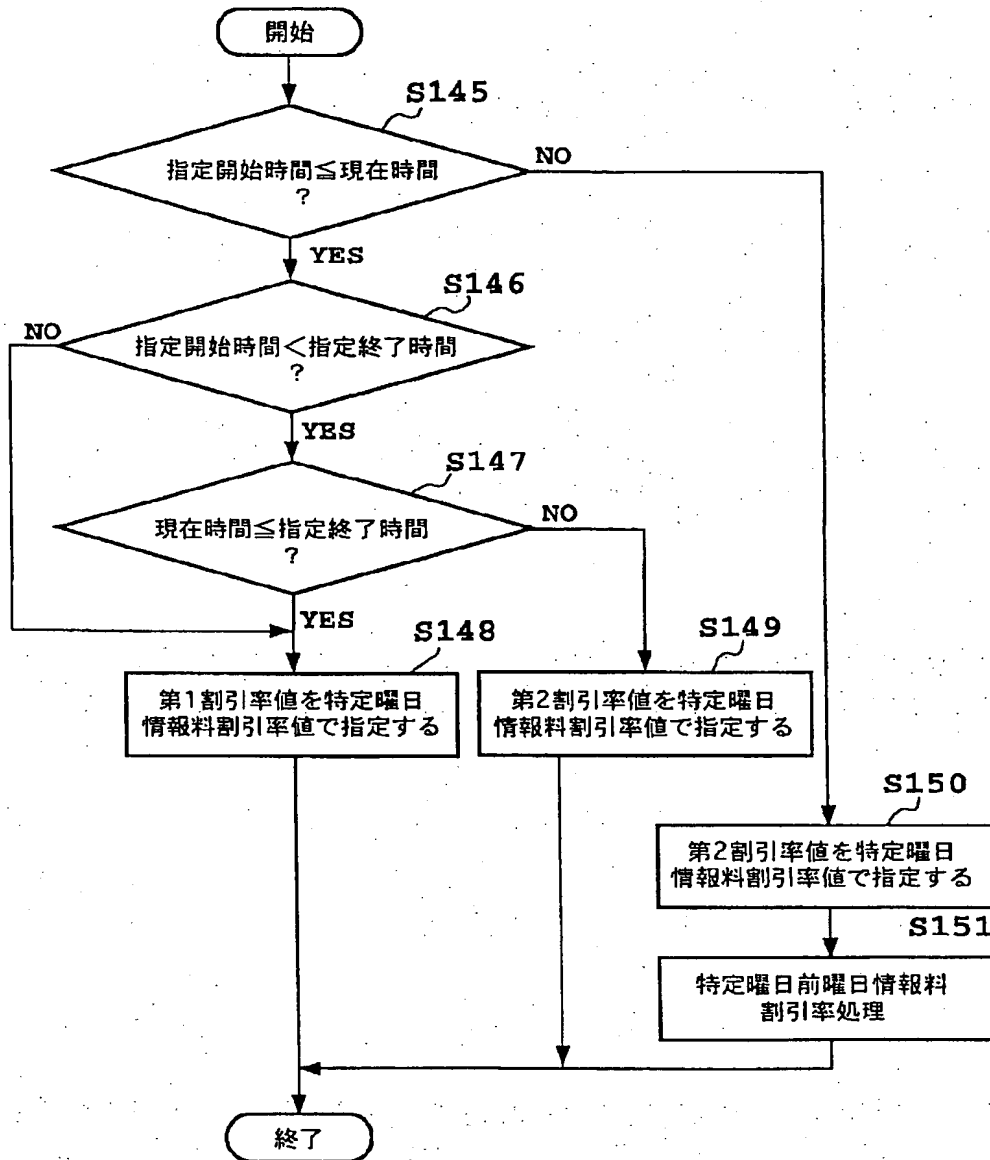 開始
S145
指定開始時間≦現在時間
?
NO
YES
S146
NO
指定開始時間<指定終了時間
?
YES
S147
現在時間≦指定終了時間
?
NO
YES
S148
第1割引率値を特定曜日
情報料割引率値で指定する
S149
第2割引率値を特定曜日
情報料割引率値で指定する
S150
第2割引率値を特定曜日
情報料割引率値で指定する
S151
特定曜日前曜日情報料
割引率処理
終了